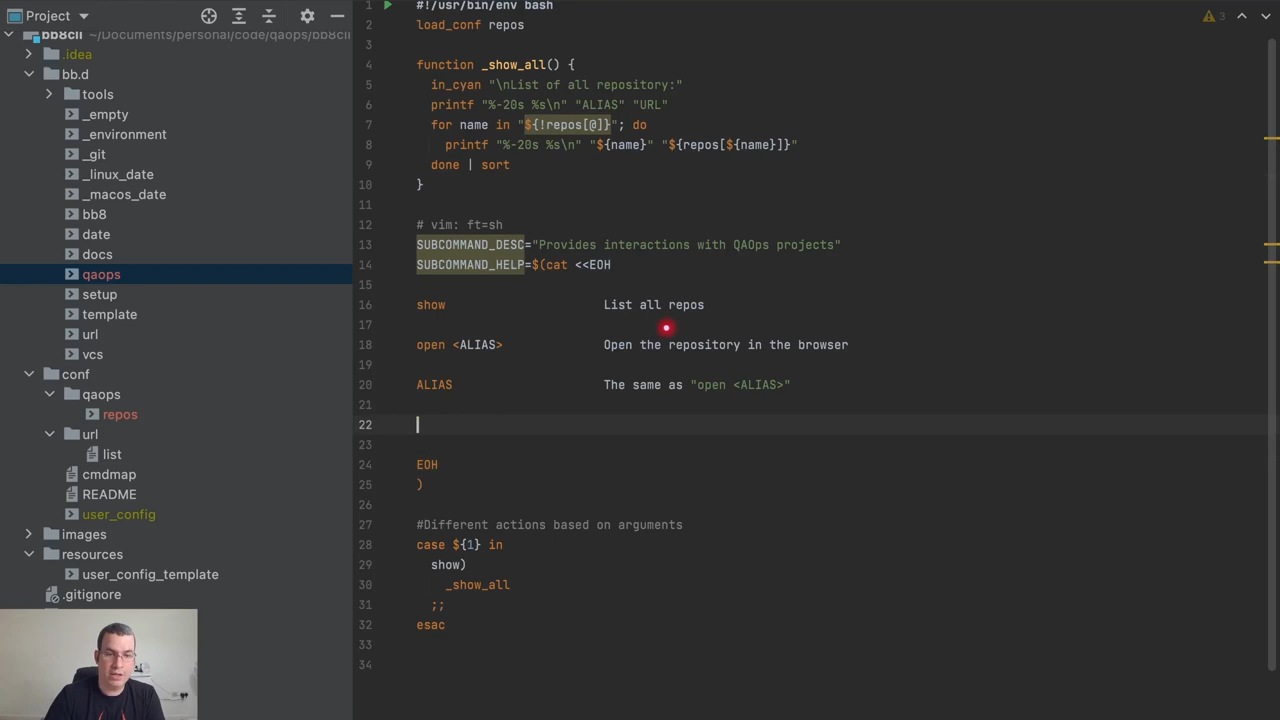 Project
bb8cli ~/Documents/personal/code/qaops/bb8cli
.idea
bb.d
tools
_empty
_environment
_git
_linux_date
_macos_date
bb8
date
docs
qaops
setup
template
url
vcs
conf
qaops
repos
url
list
cmdmap
README
user_config
images
resources
user_config_template
.gitignore
3
1 #!/usr/bin/env bash
2 load_conf repos
3
4 function _show_all() {
5 in_cyan "\nList of all repository:"
6 printf "%-20s %s\n" "ALIAS" "URL"
7 for name in "${!repos[@]}"; do
8 printf "%-20s %s\n" "${name}" "${repos[${name}]}"
9 done | sort
10 }
11
12 # vim: ft=sh
13 SUBCOMMAND_DESC="Provides interactions with QAOps projects"
14 SUBCOMMAND_HELP=$(cat <<EOH
15
16 show List all repos
17
18 open <ALIAS> Open the repository in the browser
19
20 ALIAS The same as "open <ALIAS>"
21
22
23
24 EOH
25 )
26
27 #Different actions based on arguments
28 case ${1} in
29 show)
30 _show_all
31 ;;
32 esac
33
34